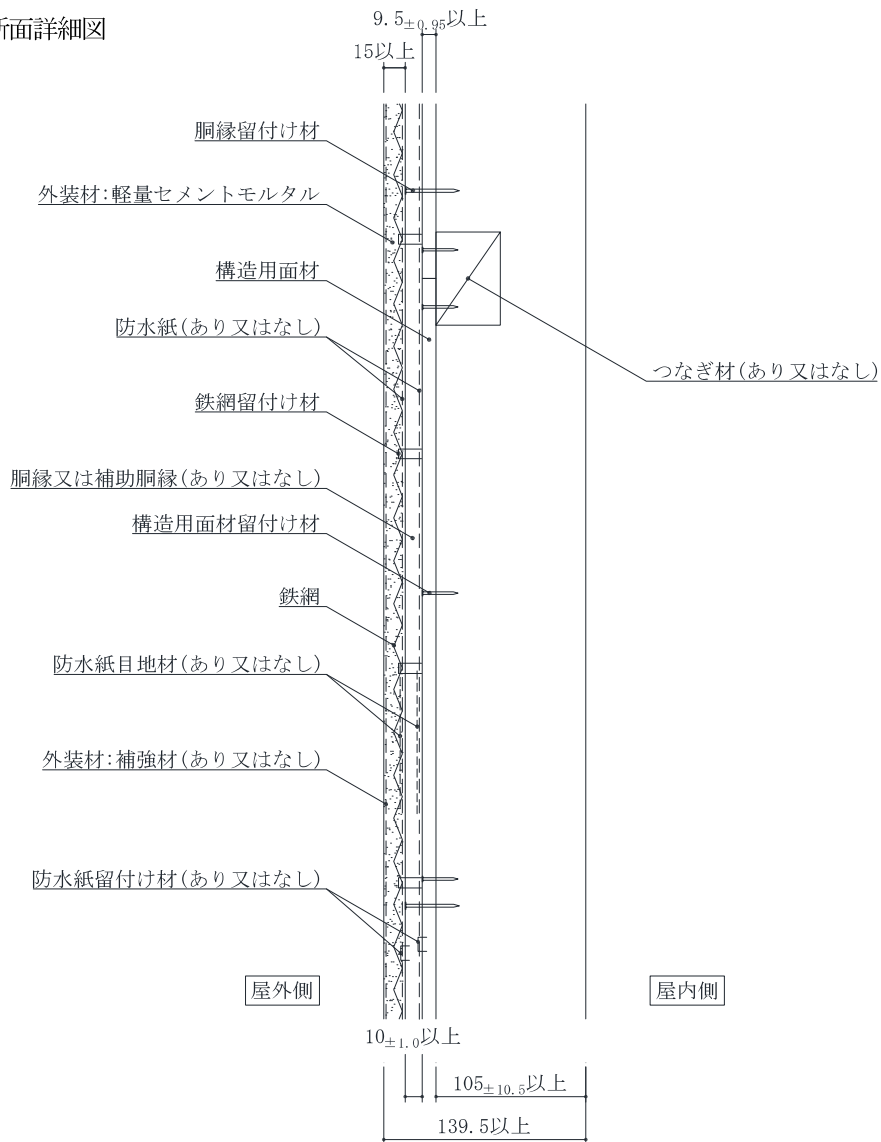 断面詳細図
9.5±0.95以上
15以上
胴縁留付け材
外装材:軽量セメントモルタル
構造用面材
防水紙(あり又はなし)
つなぎ材(あり又はなし)
鉄網留付け材
胴縁又は補助胴縁(あり又はなし)
構造用面材留付け材
鉄網
防水紙目地材(あり又はなし)
外装材:補強材(あり又はなし)
防水紙留付け材(あり又はなし)
屋外側
屋内側
10±1.0以上
105±10.5以上
139.5以上